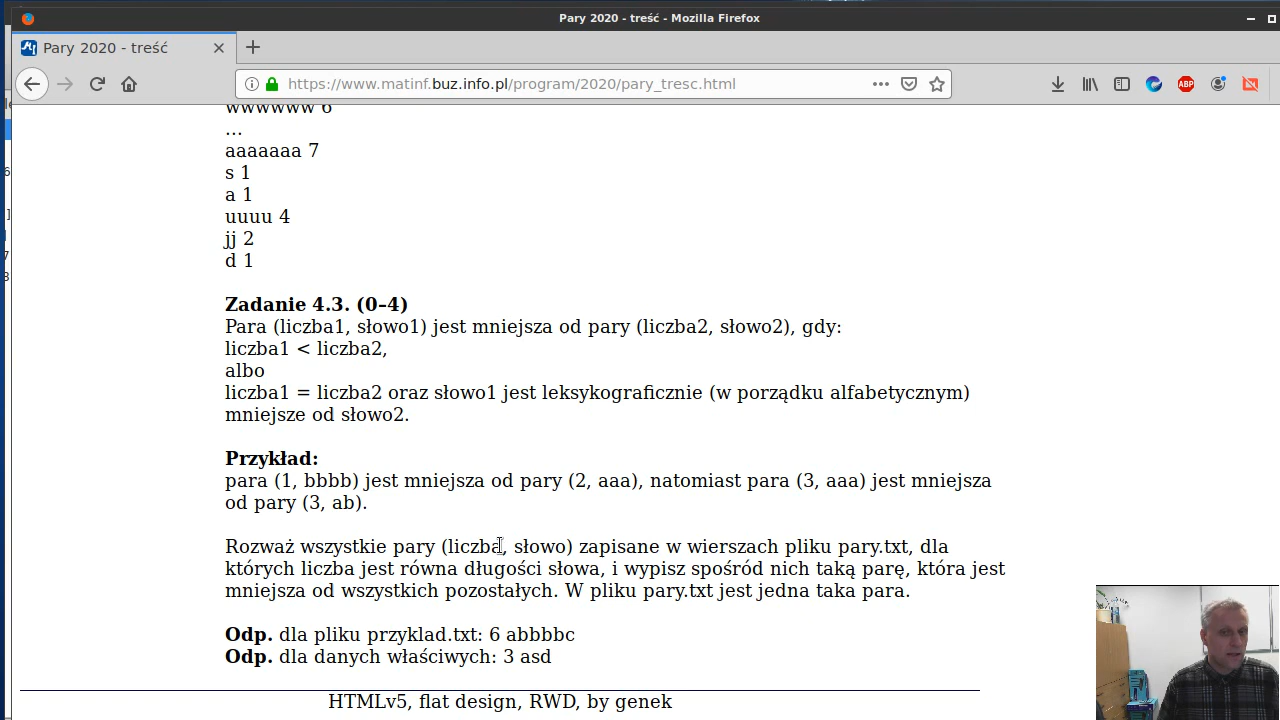 Pary 2020 - treść - Mozilla Firefox
Pary 2020 - treść
https://www.matinf.buz.info.pl/program/2020/pary_tresc.html
ABP
wwwwww 6
...
aaaaaaa 7
s 1
a 1
uuuu 4
jj 2
d 1
Zadanie 4.3. (0–4)
Para (liczba1, słowo1) jest mniejsza od pary (liczba2, słowo2), gdy:
liczba1 < liczba2,
albo
liczba1 = liczba2 oraz słowo1 jest leksykograficznie (w porządku alfabetycznym)
mniejsze od słowo2.
Przykład:
para (1, bbbb) jest mniejsza od pary (2, aaa), natomiast para (3, aaa) jest mniejsza
od pary (3, ab).
Rozważ wszystkie pary (liczba, słowo) zapisane w wierszach pliku pary.txt, dla
których liczba jest równa długości słowa, i wypisz spośród nich taką parę, która jest
mniejsza od wszystkich pozostałych. W pliku pary.txt jest jedna taka para.
Odp. dla pliku przyklad.txt: 6 abbbbc
Odp. dla danych właściwych: 3 asd
HTMLv5, flat design, RWD, by genek